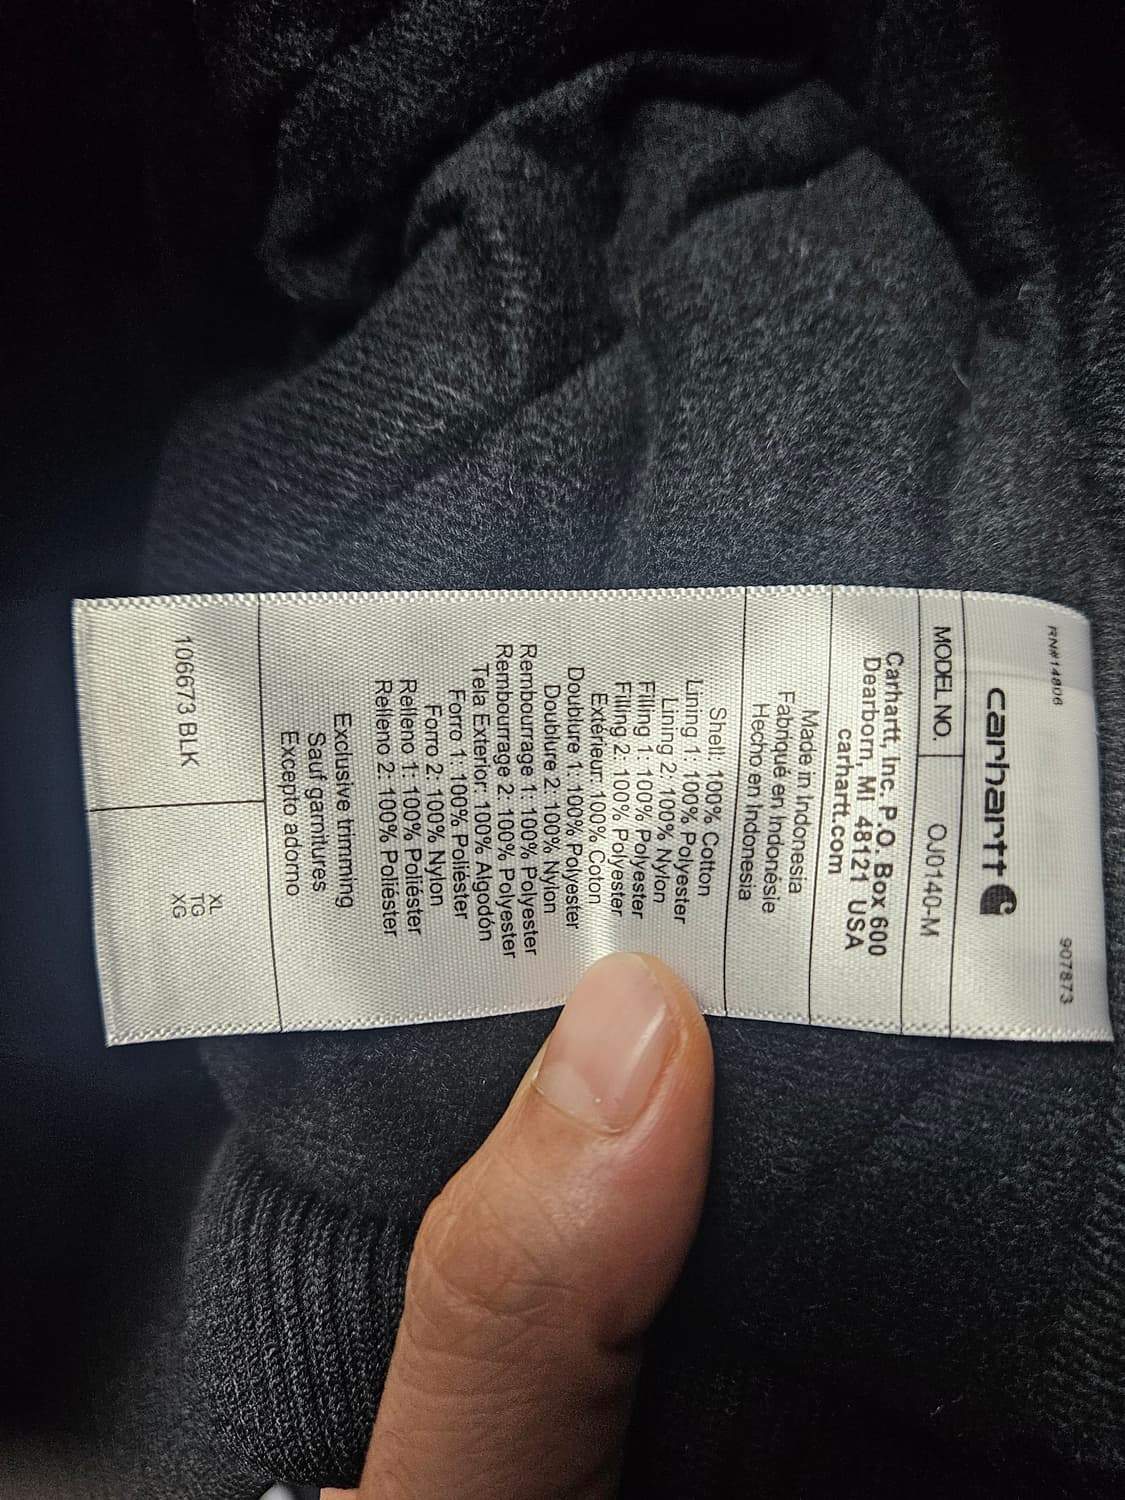 RN#14806 907873
carhartt
MODEL NO. OJ0140-M
Carhartt, Inc. P.O. Box 600
Dearborn, MI 48121 USA
carhartt.com
Made in Indonesia
Fabriqué en Indonésie
Hecho en Indonesia
Shell: 100% Cotton
Lining 1: 100% Polyester
Lining 2: 100% Nylon
Filling 1: 100% Polyester
Filling 2: 100% Polyester
Extérieur: 100% Coton
Doublure 1: 100% Polyester
Doublure 2: 100% Nylon
Rembourrage 1: 100% Polyester
Rembourrage 2: 100% Polyester
Tela Exterior: 100% Algodón
Forro 1: 100% Poliéster
Forro 2: 100% Nylon
Relleno 1: 100% Poliéster
Relleno 2: 100% Poliéster
Exclusive trimming
Sauf garnitures
Excepto adorno
106673 BLK
XL
TG
XG